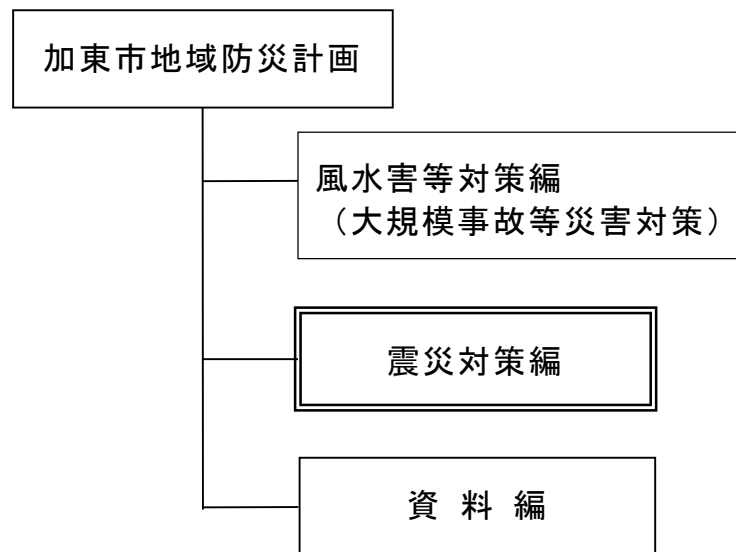 加東市地域防災計画
風水害等対策編
（大規模事故等災害対策）
震災対策編
資 料 編